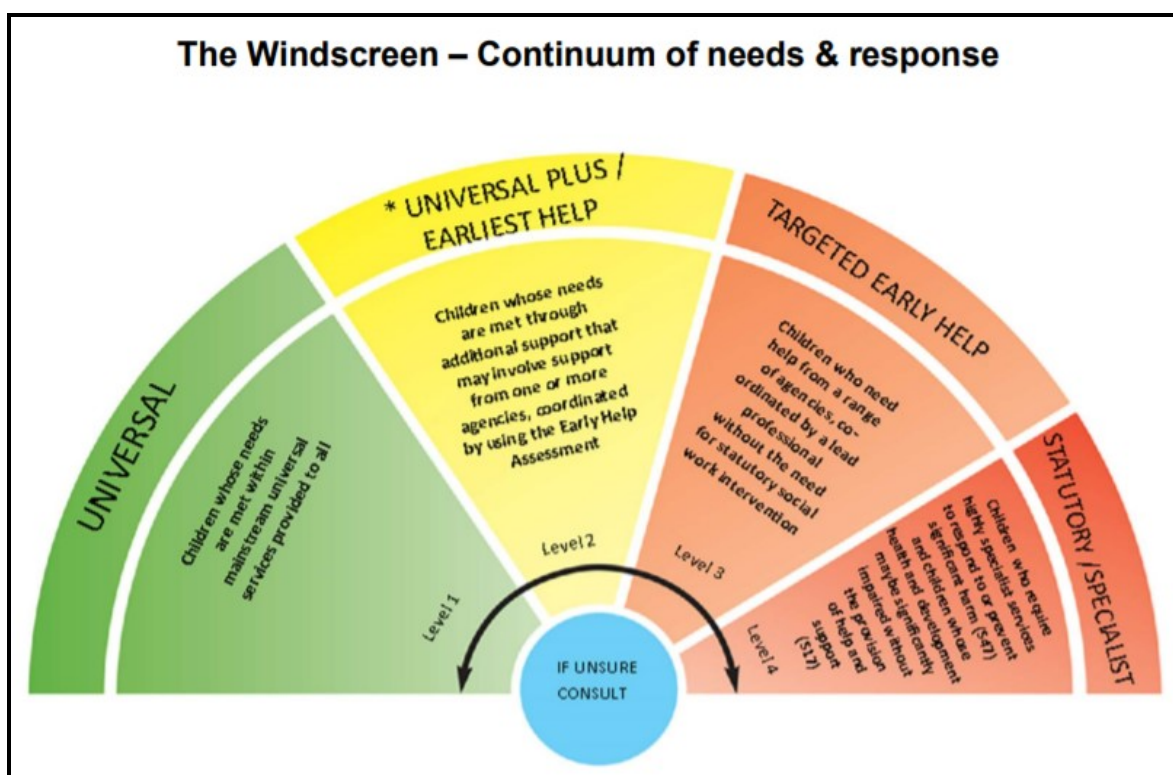 The Windscreen – Continuum of needs & response
UNIVERSAL
Children whose needs
are met within
mainstream universal
services provided to all
Level 1
* UNIVERSAL PLUS /
EARLIEST HELP
Children whose needs
are met through
additional support that
may involve support
from one or more
agencies, coordinated
by using the Early Help
Assessment
Level 2
TARGETED EARLY HELP
Children who need
help from a range
of agencies, co-
ordinated by a lead
professional
without the need
for statutory social
work intervention
Level 3
STATUTORY / SPECIALIST
Children who require
highly specialist services
to respond to or prevent
significant harm (S47)
and children whose
health and development
maybe significantly
impaired without
the provision
of help and
support
(S17)
Level 4
IF UNSURE
CONSULT